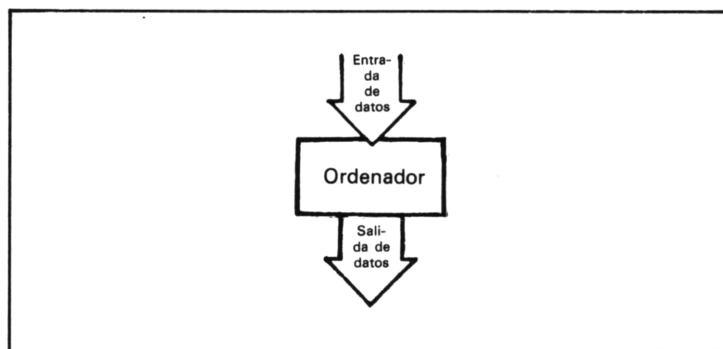 Entra-
da
de
datos
Ordenador
Sali-
da de
datos